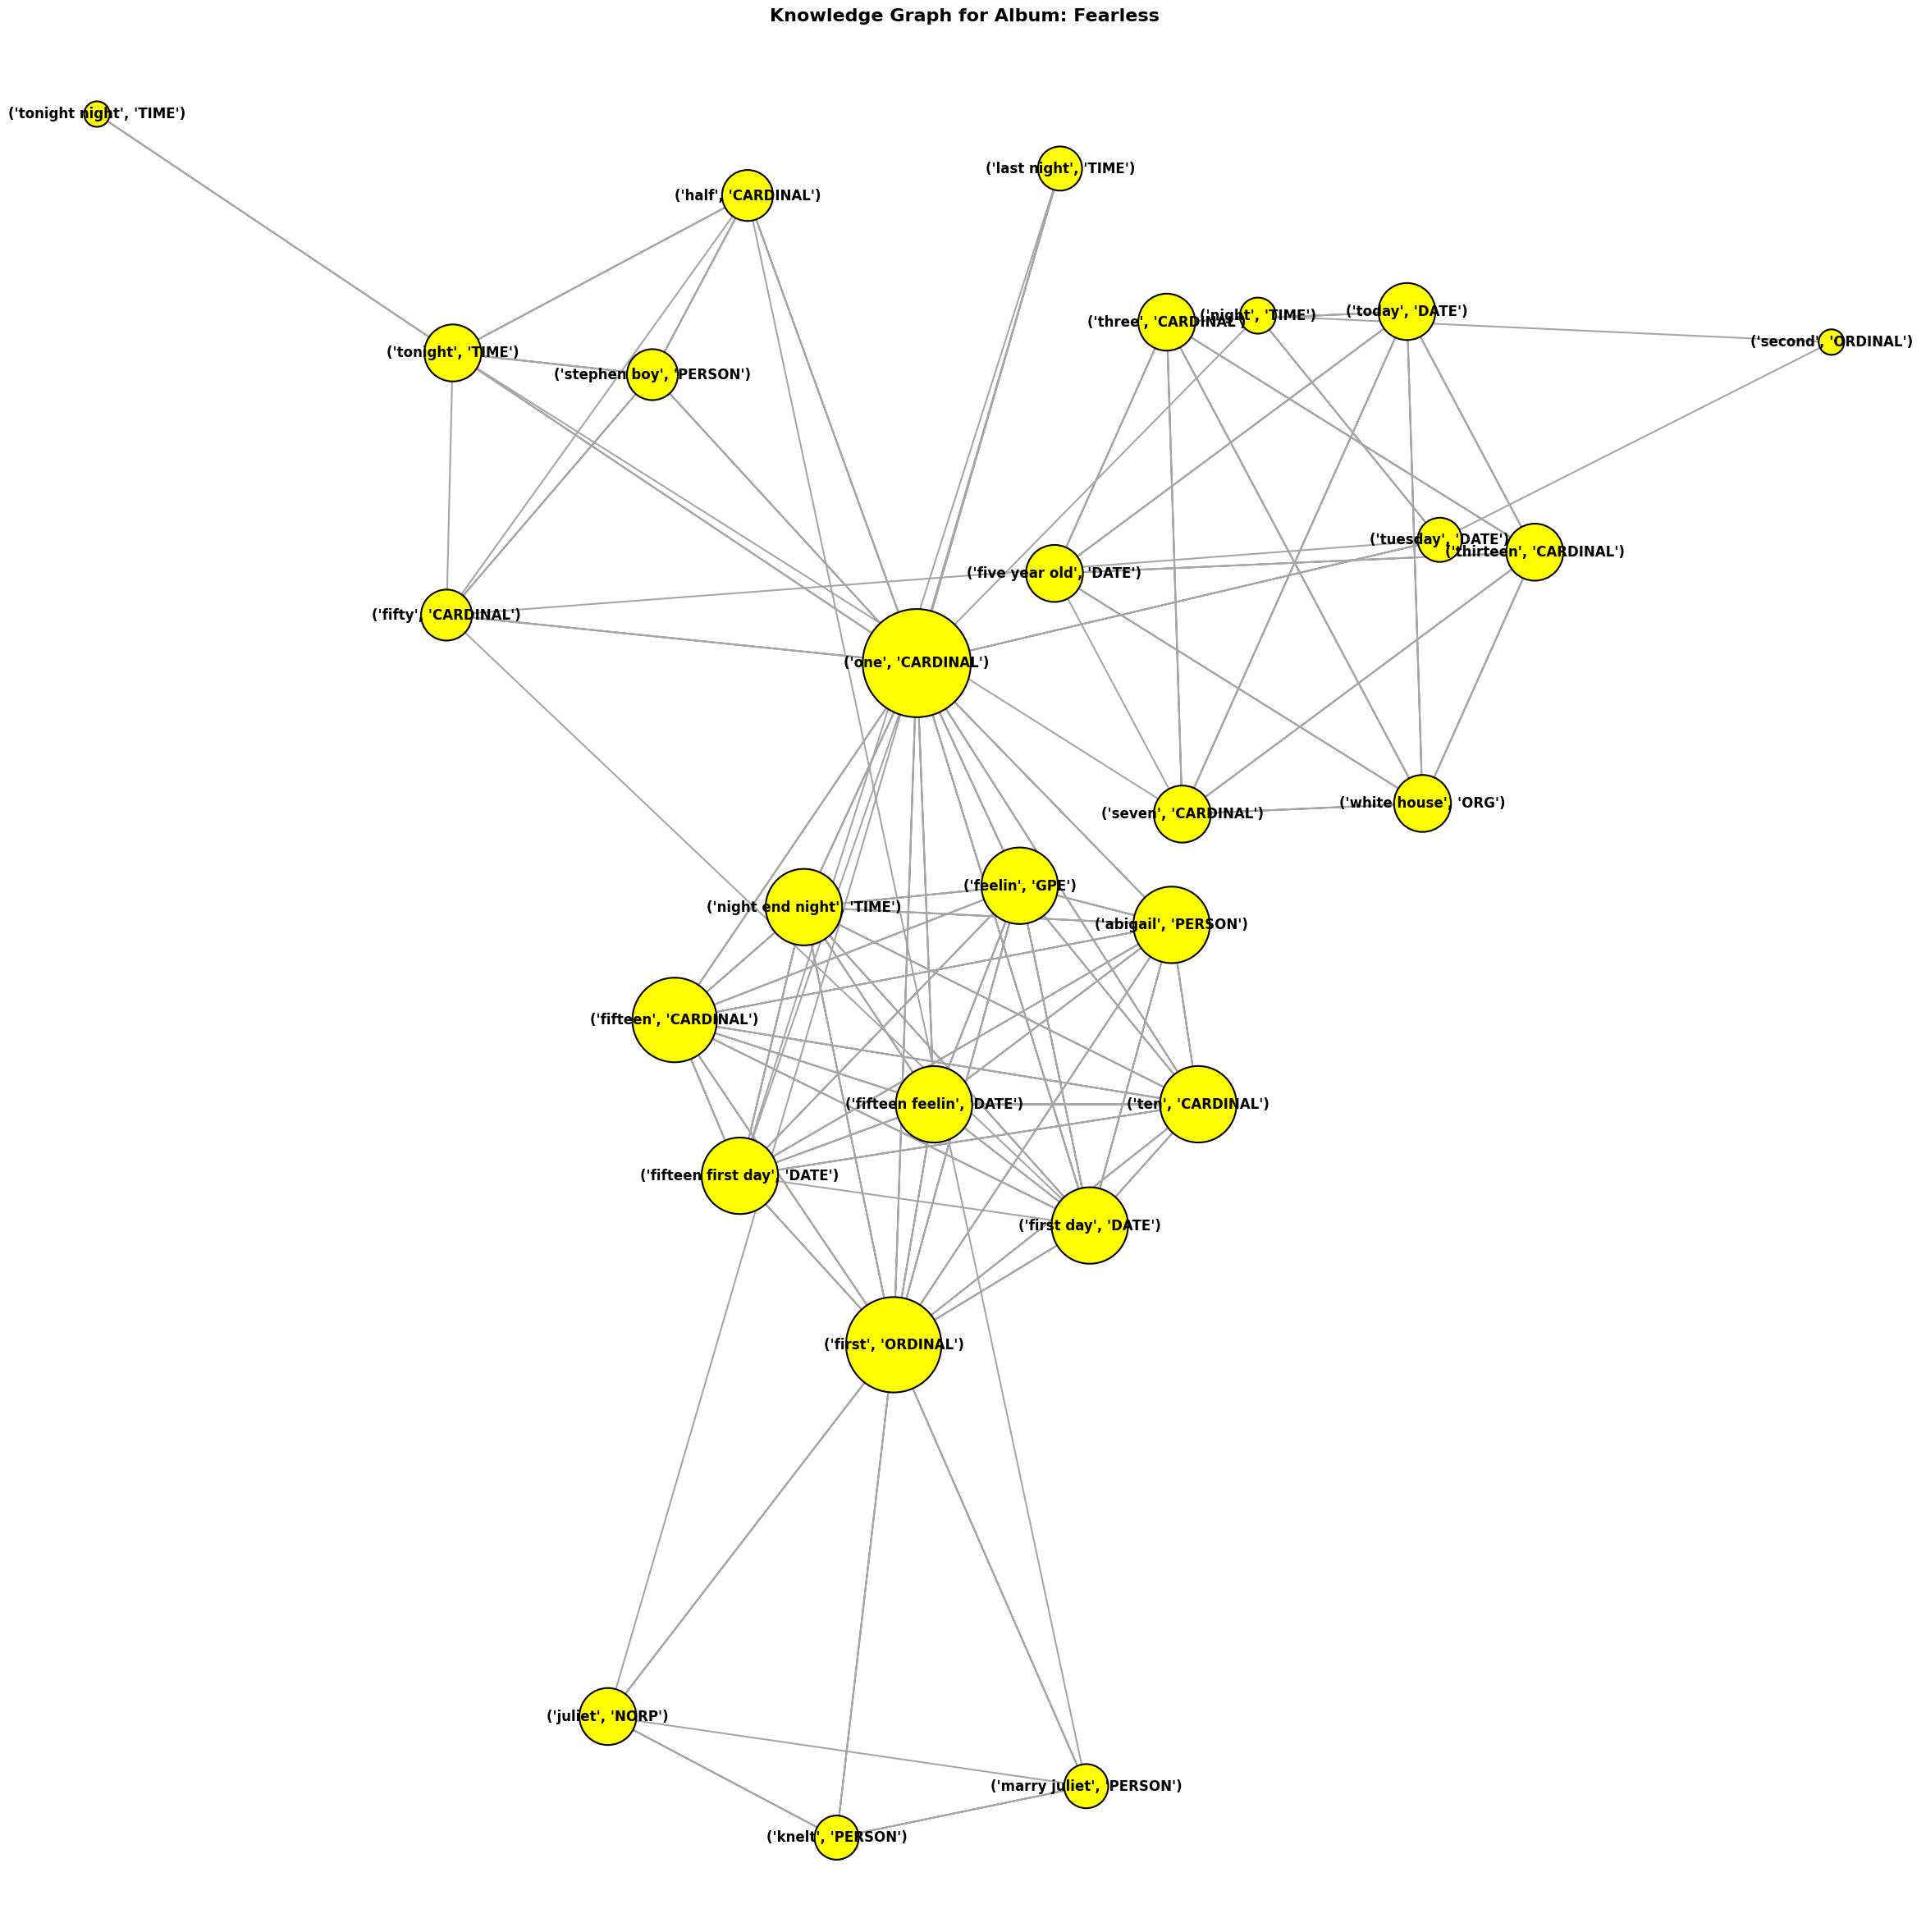 Knowledge Graph for Album: Fearless
('tonight night', 'TIME')
('last night', 'TIME')
('half', 'CARDINAL')
('three', 'CARDINAL')
('night', 'TIME')
('today', 'DATE')
('second', 'ORDINAL')
('tonight', 'TIME')
('stephen boy', 'PERSON')
('tuesday', 'DATE')
('thirteen', 'CARDINAL')
('five year old', 'DATE')
('fifty', 'CARDINAL')
('one', 'CARDINAL')
('white house', 'ORG')
('seven', 'CARDINAL')
('feelin', 'GPE')
('night end night', 'TIME')
('abigail', 'PERSON')
('fifteen', 'CARDINAL')
('fifteen feelin', 'DATE')
('ten', 'CARDINAL')
('fifteen first day', 'DATE')
('first day', 'DATE')
('first', 'ORDINAL')
('juliet', 'NORP')
('marry juliet', 'PERSON')
('knelt', 'PERSON')